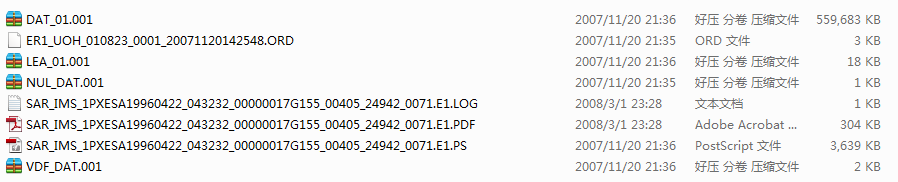 DAT_01.001 2007/11/20 21:36 好压 分卷 压缩文件 559,683 KB
ER1_UOH_010823_0001_20071120142548.ORD 2007/11/20 21:35 ORD 文件 3 KB
LEA_01.001 2007/11/20 21:36 好压 分卷 压缩文件 18 KB
NUL_DAT.001 2007/11/20 21:35 好压 分卷 压缩文件 1 KB
SAR_IMS_1PXESA19960422_043232_00000017G155_00405_24942_0071.E1.LOG 2008/3/1 23:28 文本文档 1 KB
SAR_IMS_1PXESA19960422_043232_00000017G155_00405_24942_0071.E1.PDF 2008/3/1 23:28 Adobe Acrobat ... 304 KB
SAR_IMS_1PXESA19960422_043232_00000017G155_00405_24942_0071.E1.PS 2007/11/20 21:36 PostScript 文件 3,639 KB
VDF_DAT.001 2007/11/20 21:36 好压 分卷 压缩文件 2 KB